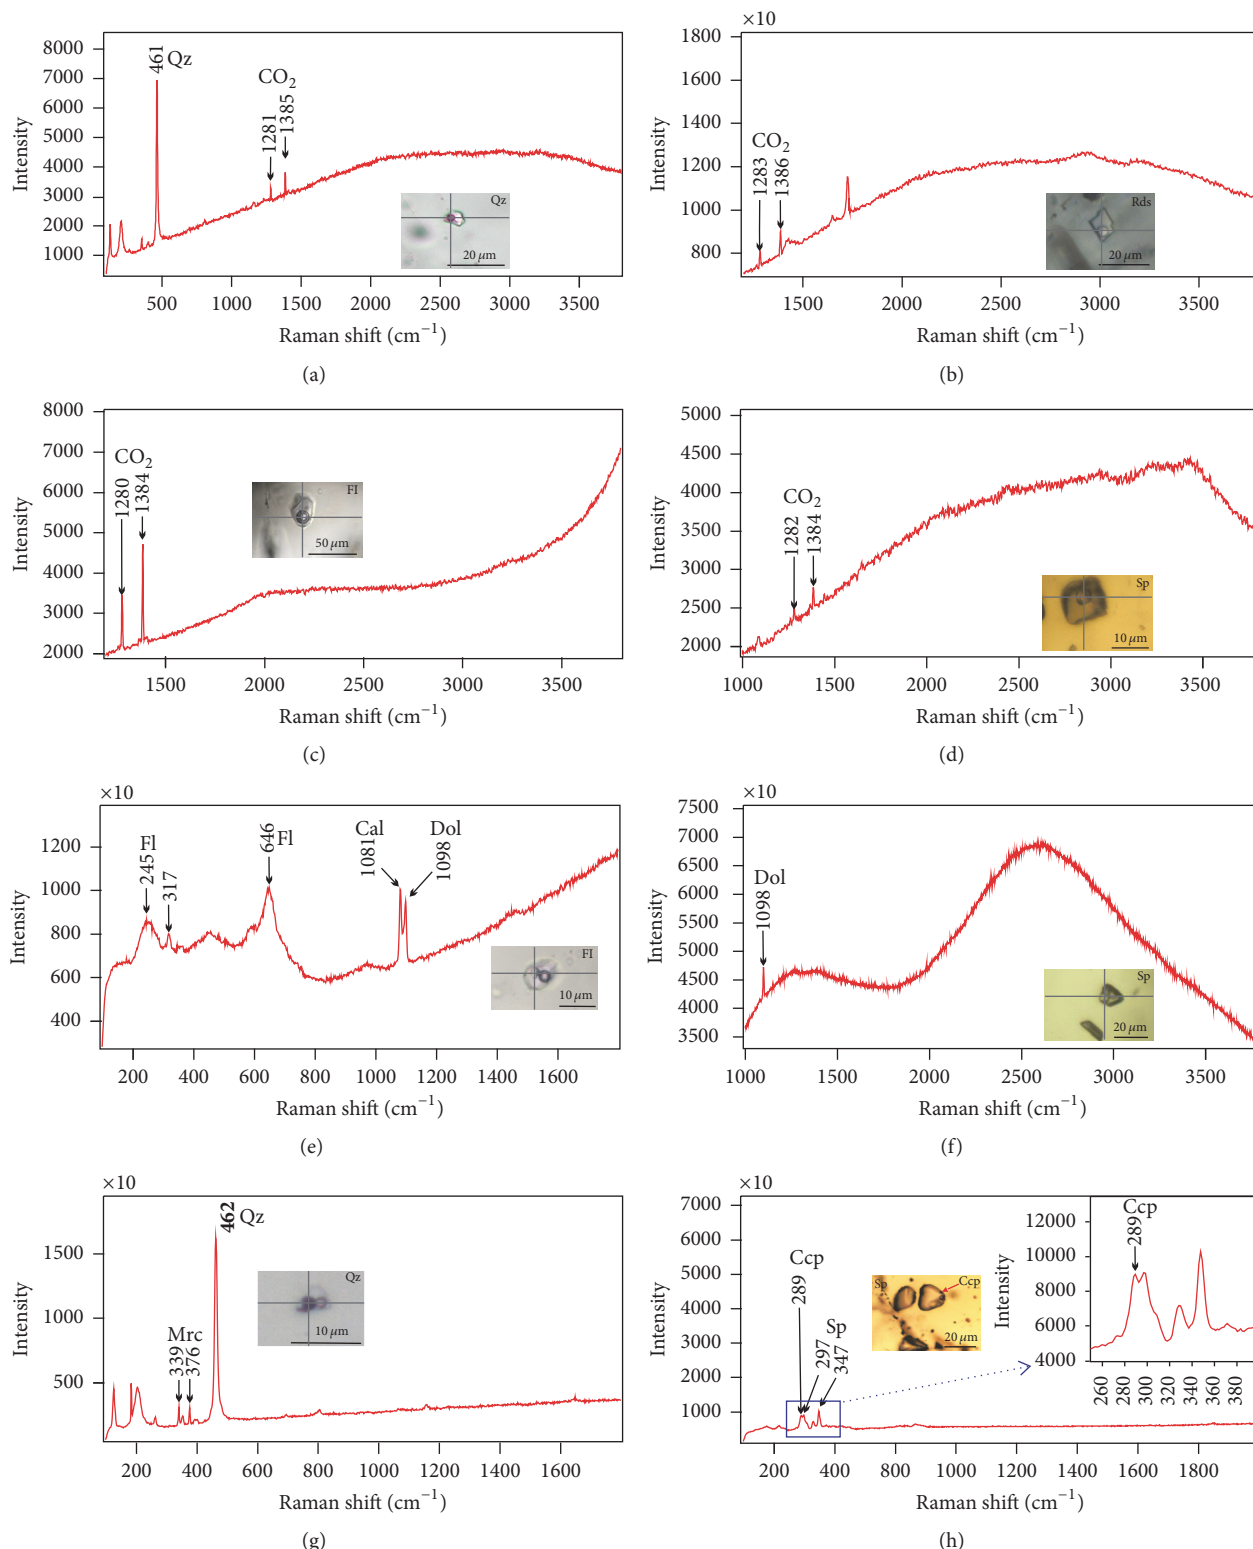 8000
7000
6000
5000
4000
3000
2000
1000
Intensity
461 Qz
CO2
1281
1385
Qz
20 μm
500 1000 1500 2000 2500 3000 3500
Raman shift (cm−1)
(a)
×10
1800
1600
1400
1200
1000
800
Intensity
CO2
1283
1386
Rds
20 μm
1500 2000 2500 3000 3500
Raman shift (cm−1)
(b)
8000
7000
6000
5000
4000
3000
2000
Intensity
CO2
1280
1384
FI
50 μm
1500 2000 2500 3000 3500
Raman shift (cm−1)
(c)
5000
4500
4000
3500
3000
2500
2000
Intensity
CO2
1282
1384
Sp
10 μm
1000 1500 2000 2500 3000 3500
Raman shift (cm−1)
(d)
×10
1200
1000
800
600
400
Intensity
Fl
245
317
646 Fl
Cal
1081
Dol
1098
FI
10 μm
200 400 600 800 1000 1200 1400 1600
Raman shift (cm−1)
(e)
×10
7500
7000
6000
5000
4500
4000
3500
Intensity
Dol
1098
Sp
20 μm
1000 1500 2000 2500 3000 3500
Raman shift (cm−1)
(f)
×10
1500
1000
500
Intensity
462 Qz
Mrc
339
376
Qz
10 μm
200 400 600 800 1000 1200 1400 1600
Raman shift (cm−1)
(g)
×10
7000
6000
5000
4000
3000
2000
1000
Intensity
Ccp
289
Sp
297
347
Sp
Ccp
20 μm
12000
10000
8000
6000
4000
Intensity
Ccp
289
260 280 300 320 340 360 380
200 400 600 800 1000 1200 1400 1600 1800
Raman shift (cm−1)
(h)